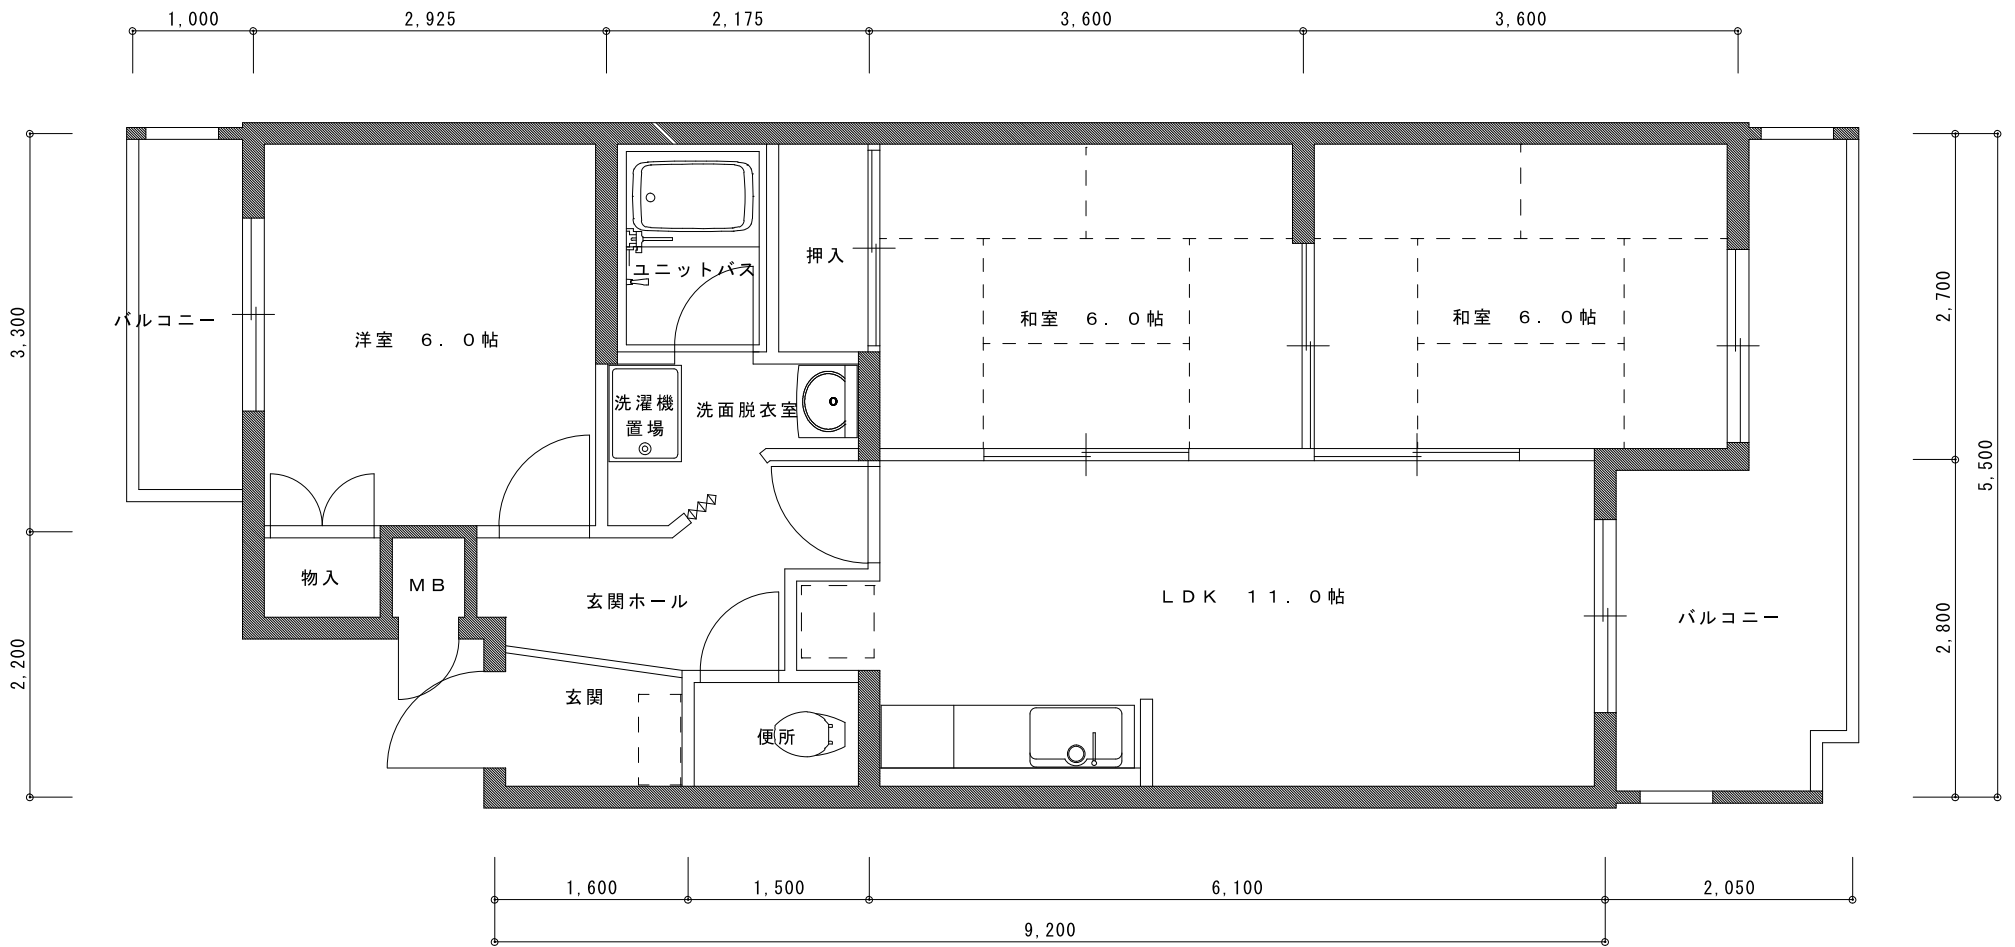 1,000
2,925
2,175
3,600
3,600
3,300
2,200
2,700
2,800
5,500
バルコニー
洋室　６．０帖
ユニットバス
押入
和室　６．０帖
和室　６．０帖
洗濯機
置場
洗面脱衣室
物入
ＭＢ
玄関ホール
ＬＤＫ　１１．０帖
バルコニー
玄関
便所
1,600
1,500
6,100
2,050
9,200